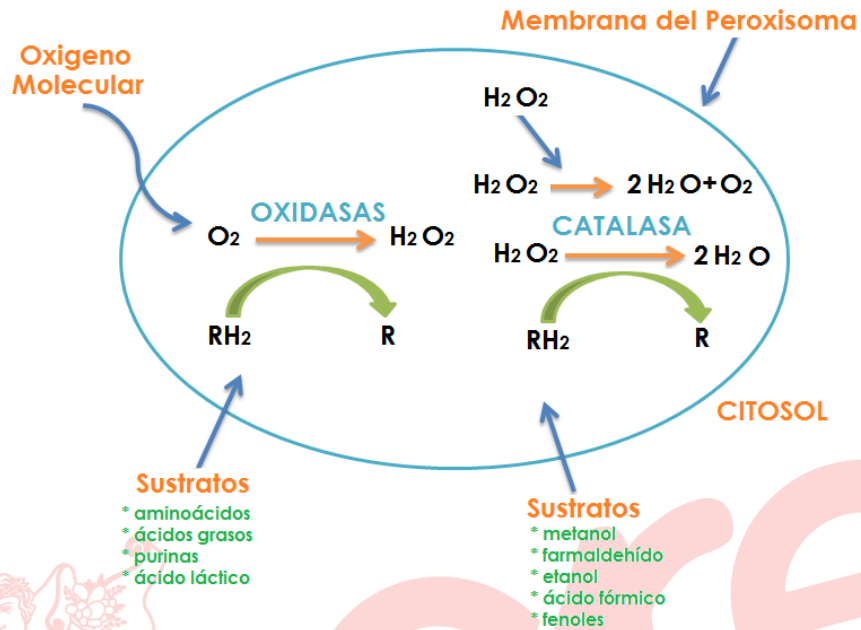 Membrana del Peroxisoma
Oxigeno
Molecular
H₂ O₂
H₂ O₂ 2 H₂ O+O₂
OXIDASAS
O₂ H₂ O₂
CATALASA
H₂ O₂ 2 H₂ O
RH₂ R
RH₂ R
CITOSOL
Sustratos
* aminoácidos
* ácidos grasos
* purinas
* ácido láctico
Sustratos
* metanol
* farmaldehído
* etanol
* ácido fórmico
* fenoles
ere